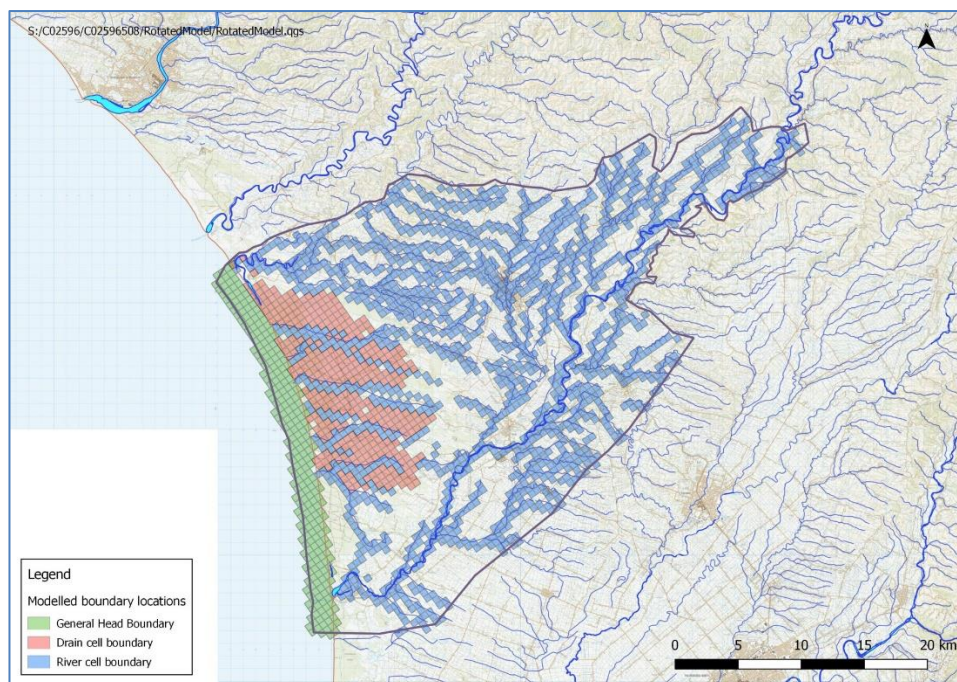 S:/C02596/C02596508/RotatedModel/RotatedModel.qgs
N
Legend
Modelled boundary locations
General Head Boundary
Drain cell boundary
River cell boundary
0 5 10 15 20 km